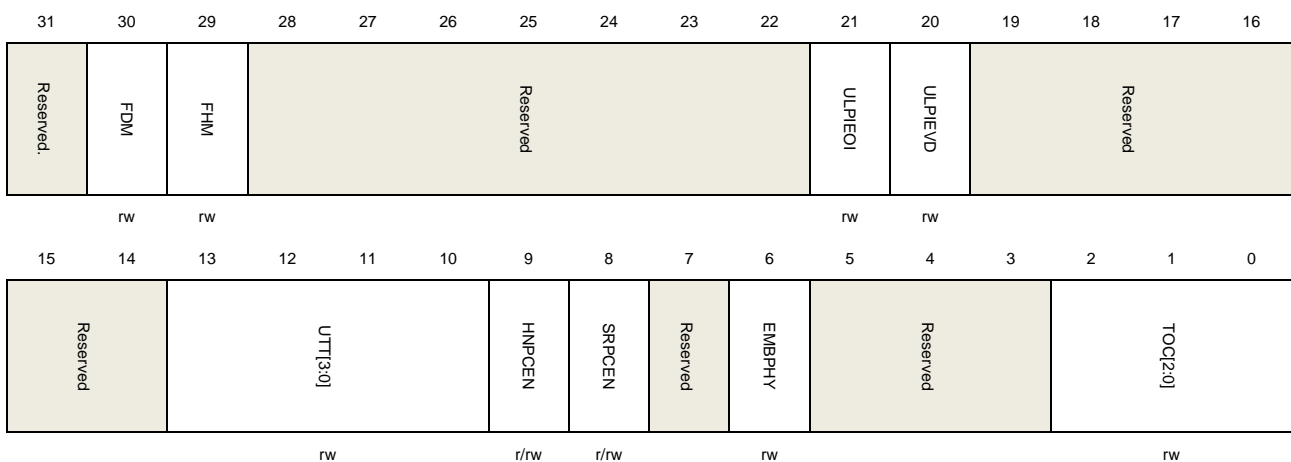 31 30 29 28 27 26 25 24 23 22 21 20 19 18 17 16
Reserved. FDM FHM Reserved ULPIEOI ULPIEVD Reserved
rw rw rw rw
15 14 13 12 11 10 9 8 7 6 5 4 3 2 1 0
Reserved UTT[3:0] HNPCEN SRPCEN Reserved EMBPHY Reserved TOC[2:0]
rw r/rw r/rw rw rw